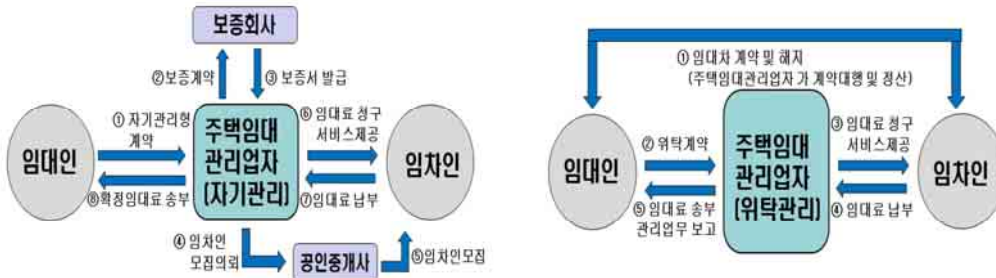 보증회사
②보증계약
③ 보증서 발급
① 자기관리형
계약
임대인
주택임대
관리업자
(자기관리)
⑥ 임대료 청구
서비스제공
임차인
⑧확정임대료 송부
⑦임대료 납부
④ 임차인
모집의뢰
공인중개사
⑤임차인모집
① 임대차 계약 및 해지
(주택임대관리업자 가 계약대행 및 정산)
임대인
② 위탁계약
주택임대
관리업자
(위탁관리)
③ 임대료 청구
서비스제공
임차인
⑤ 임대료 송부
관리업무 보고
④ 임대료 납부